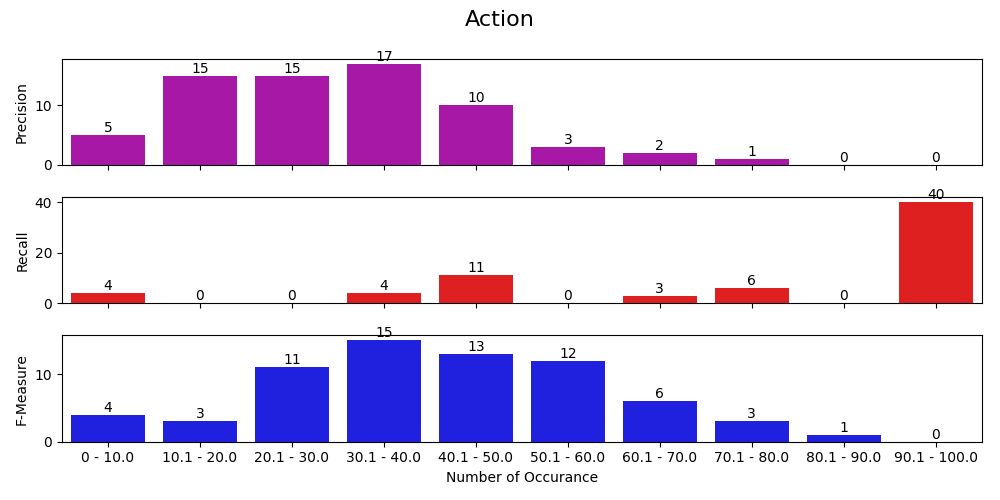 Action
Precision
10
0
5
15
15
17
10
3
2
1
0
0
Recall
40
20
0
4
0
0
4
11
0
3
6
0
40
F-Measure
10
0
4
3
11
15
13
12
6
3
1
0
0 - 10.0
10.1 - 20.0
20.1 - 30.0
30.1 - 40.0
40.1 - 50.0
50.1 - 60.0
60.1 - 70.0
70.1 - 80.0
80.1 - 90.0
90.1 - 100.0
Number of Occurance